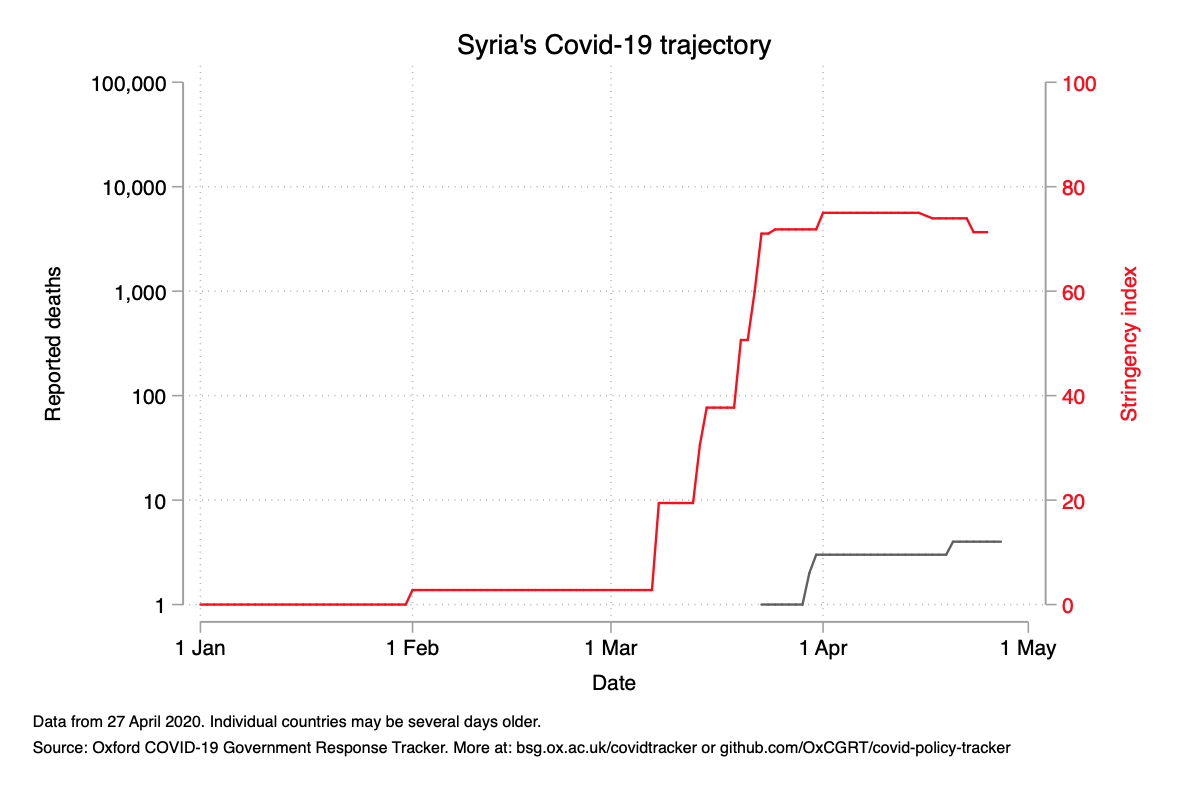 Syria's Covid-19 trajectory
100,000
10,000
1,000
100
10
1
Reported deaths
100
80
60
40
20
0
Stringency index
1 Jan
1 Feb
1 Mar
1 Apr
1 May
Date
Data from 27 April 2020. Individual countries may be several days older.
Source: Oxford COVID-19 Government Response Tracker. More at: bsg.ox.ac.uk/covidtracker or github.com/OxCGRT/covid-policy-tracker